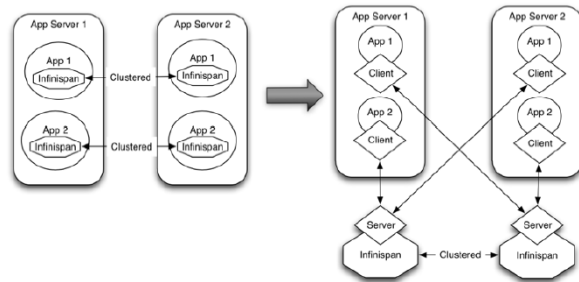 App Server 1
App 1
Infinispan
App 2
Infinispan
Clustered
Clustered
App Server 2
App 1
Infinispan
App 2
Infinispan
App Server 1
App 1
Client
App 2
Client
App Server 2
App 1
Client
App 2
Client
Server
Infinispan
Clustered
Server
Infinispan